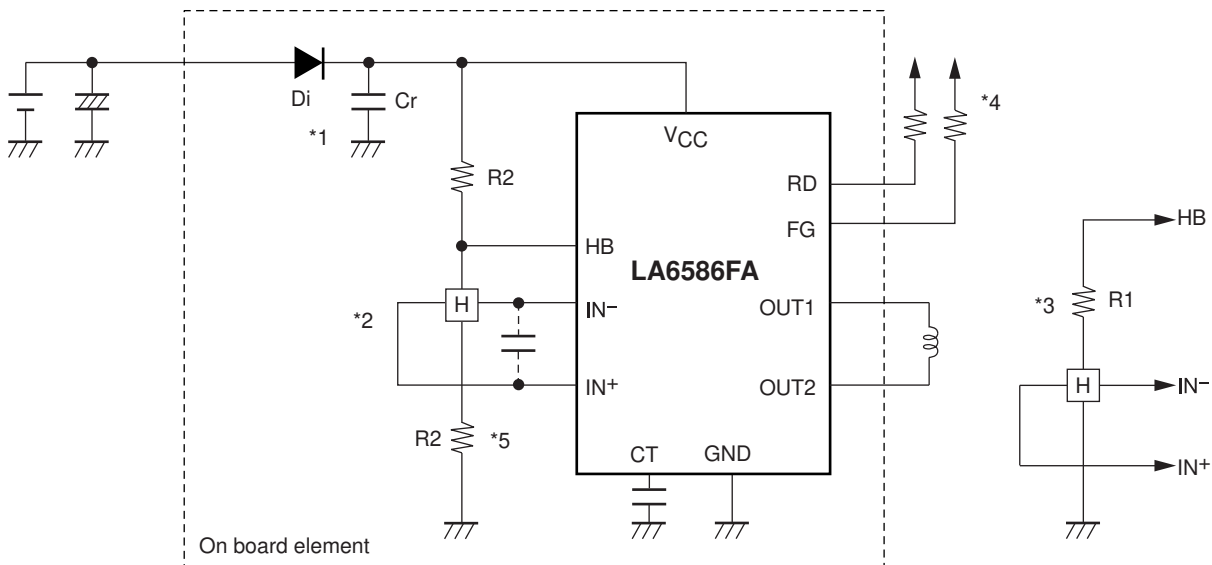 Di
Cr
*1
R2
VCC
RD
FG
*4
HB
LA6586FA
IN-
IN+
OUT1
OUT2
H
*2
R2
*5
CT
GND
On board element
HB
*3
R1
H
IN-
IN+